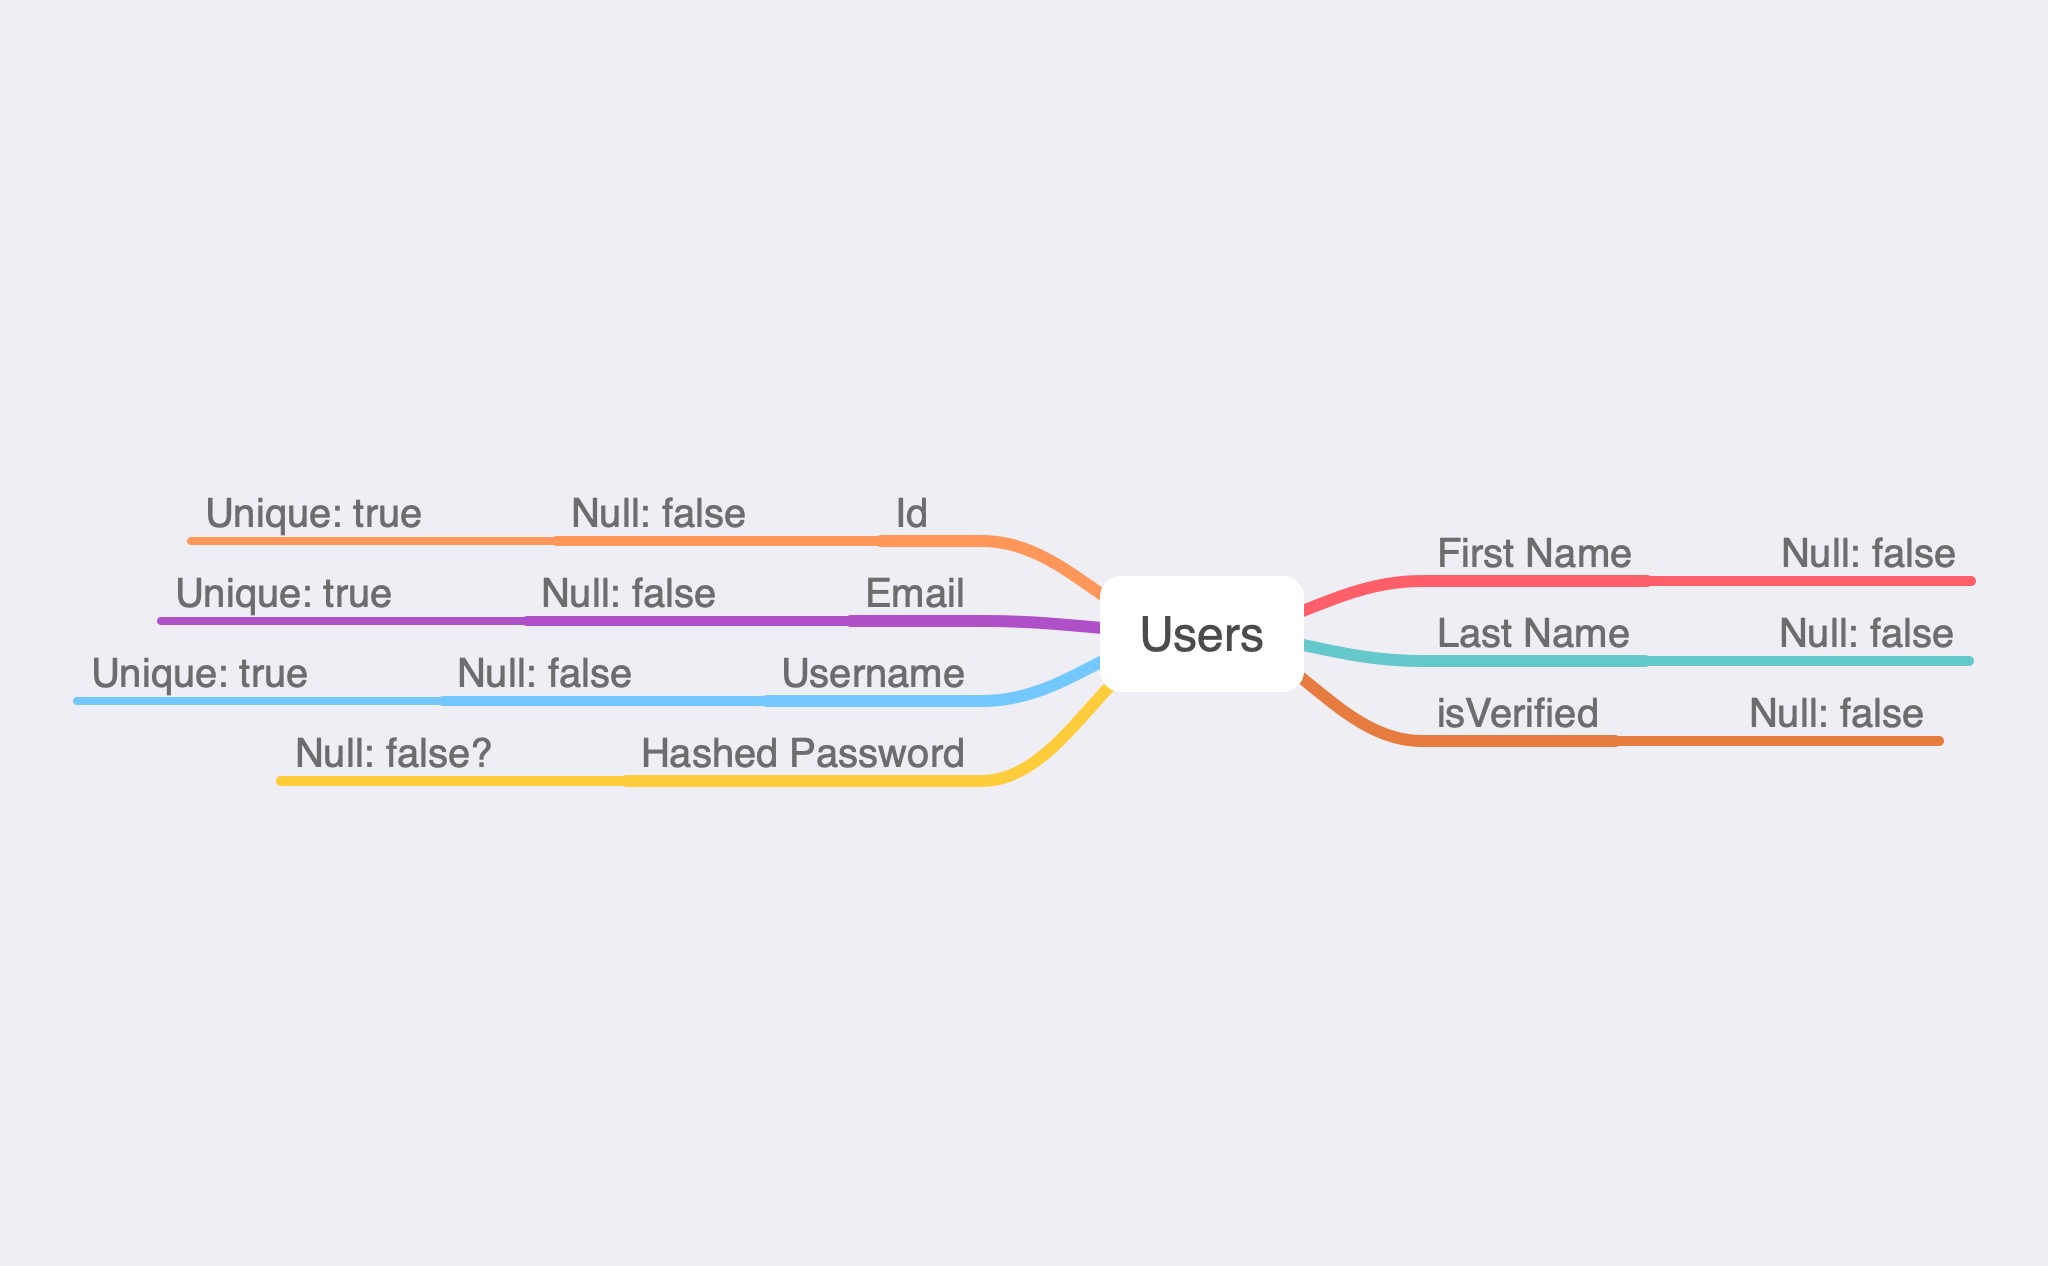 Unique: true Null: false Id
Unique: true Null: false Email
Unique: true Null: false Username
Null: false? Hashed Password
Users
First Name Null: false
Last Name Null: false
isVerified Null: false